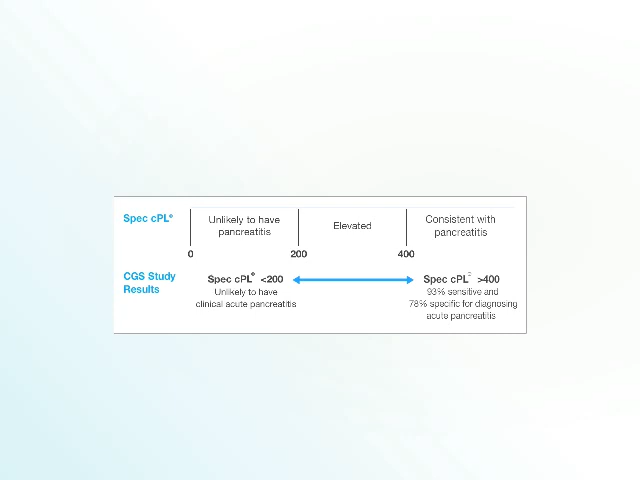 Spec cPL®
Unlikely to have
pancreatitis
Elevated
Consistent with
pancreatitis
0
200
400
CGS Study
Results
Spec cPL® <200
Unlikely to have
clinical acute pancreatitis
Spec cPL® >400
93% sensitive and
78% specific for diagnosing
acute pancreatitis